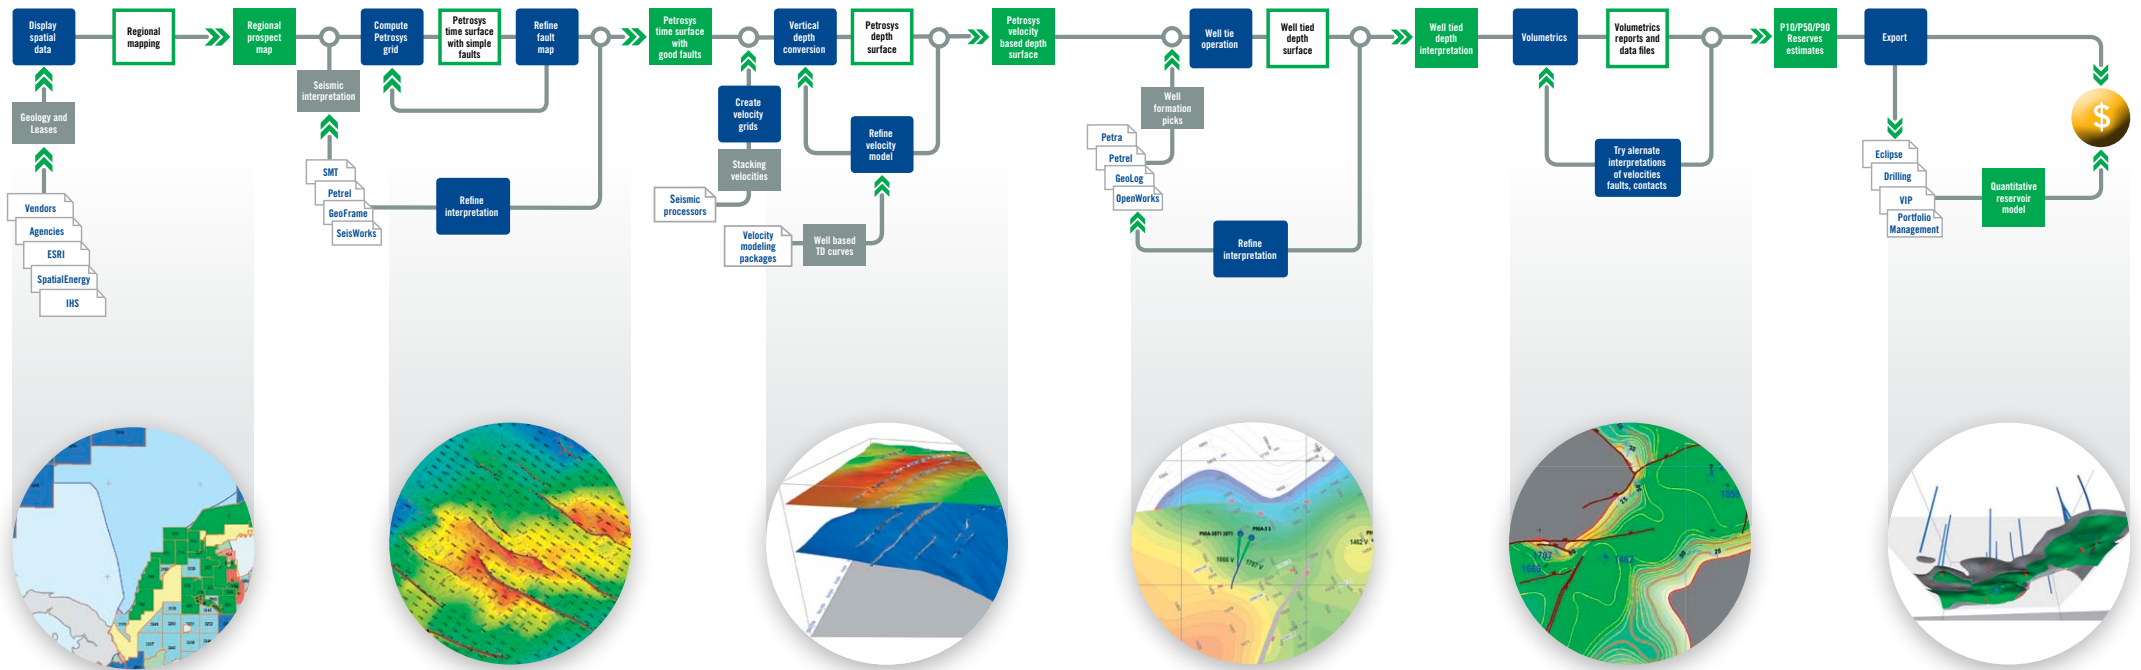 Display
spatial
data
Regional
mapping
Regional
prospect
map
Compute
Petrosys
grid
Petrosys
time surface
with simple
faults
Refine
fault
map
Petrosys
time surface
with
good faults
Vertical
depth
conversion
Petrosys
depth
surface
Petrosys
velocity
based depth
surface
Well tie
operation
Well tied
depth
surface
Well tied
depth
interpretation
Volumetrics
Volumetrics
reports and
data files
P10/P50/P90
Reserves
estimates
Export
Geology and
Leases
Vendors
Agencies
ESRI
SpatialEnergy
IHS
Seismic
interpretation
SMT
Petrel
GeoFrame
SeisWorks
Refine
interpretation
Create
velocity
grids
Stacking
velocities
Seismic
processors
Refine
velocity
model
Velocity
modeling
packages
Well based
TD curves
Well
formation
picks
Petra
Petrel
GeoLog
OpenWorks
Refine
interpretation
Try alernate
interpretations
of velocities
faults, contacts
$
Eclipse
Drilling
VIP
Portfolio
Management
Quantitative
reservoir
model
1462 V
1666 V
1707 V
1707
1666
1462